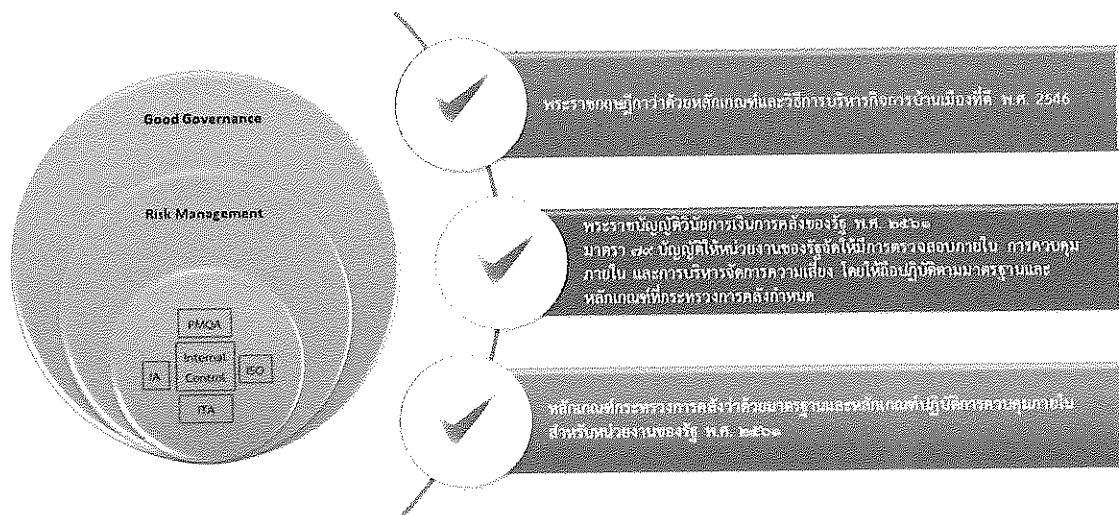 Good Governance
Risk Management
PMQA
IA
Internal
Control
ISO
ITA
พระราชกฤษฎีกาว่าด้วยหลักเกณฑ์และวิธีการบริหารกิจการบ้านเมืองที่ดี พ.ศ. 2546
พระราชบัญญัติวินัยการเงินการคลังของรัฐ พ.ศ. ๒๕๖๑
มาตรา ๗๙ บัญญัติให้หน่วยงานของรัฐจัดให้มีการตรวจสอบภายใน การควบคุม
ภายใน และการบริหารจัดการความเสี่ยง โดยให้ถือปฏิบัติตามมาตรฐานและ
หลักเกณฑ์ที่กระทรวงการคลังกำหนด
หลักเกณฑ์กระทรวงการคลังว่าด้วยมาตรฐานและหลักเกณฑ์ปฏิบัติการควบคุมภายใน
สำหรับหน่วยงานของรัฐ พ.ศ. ๒๕๖๑